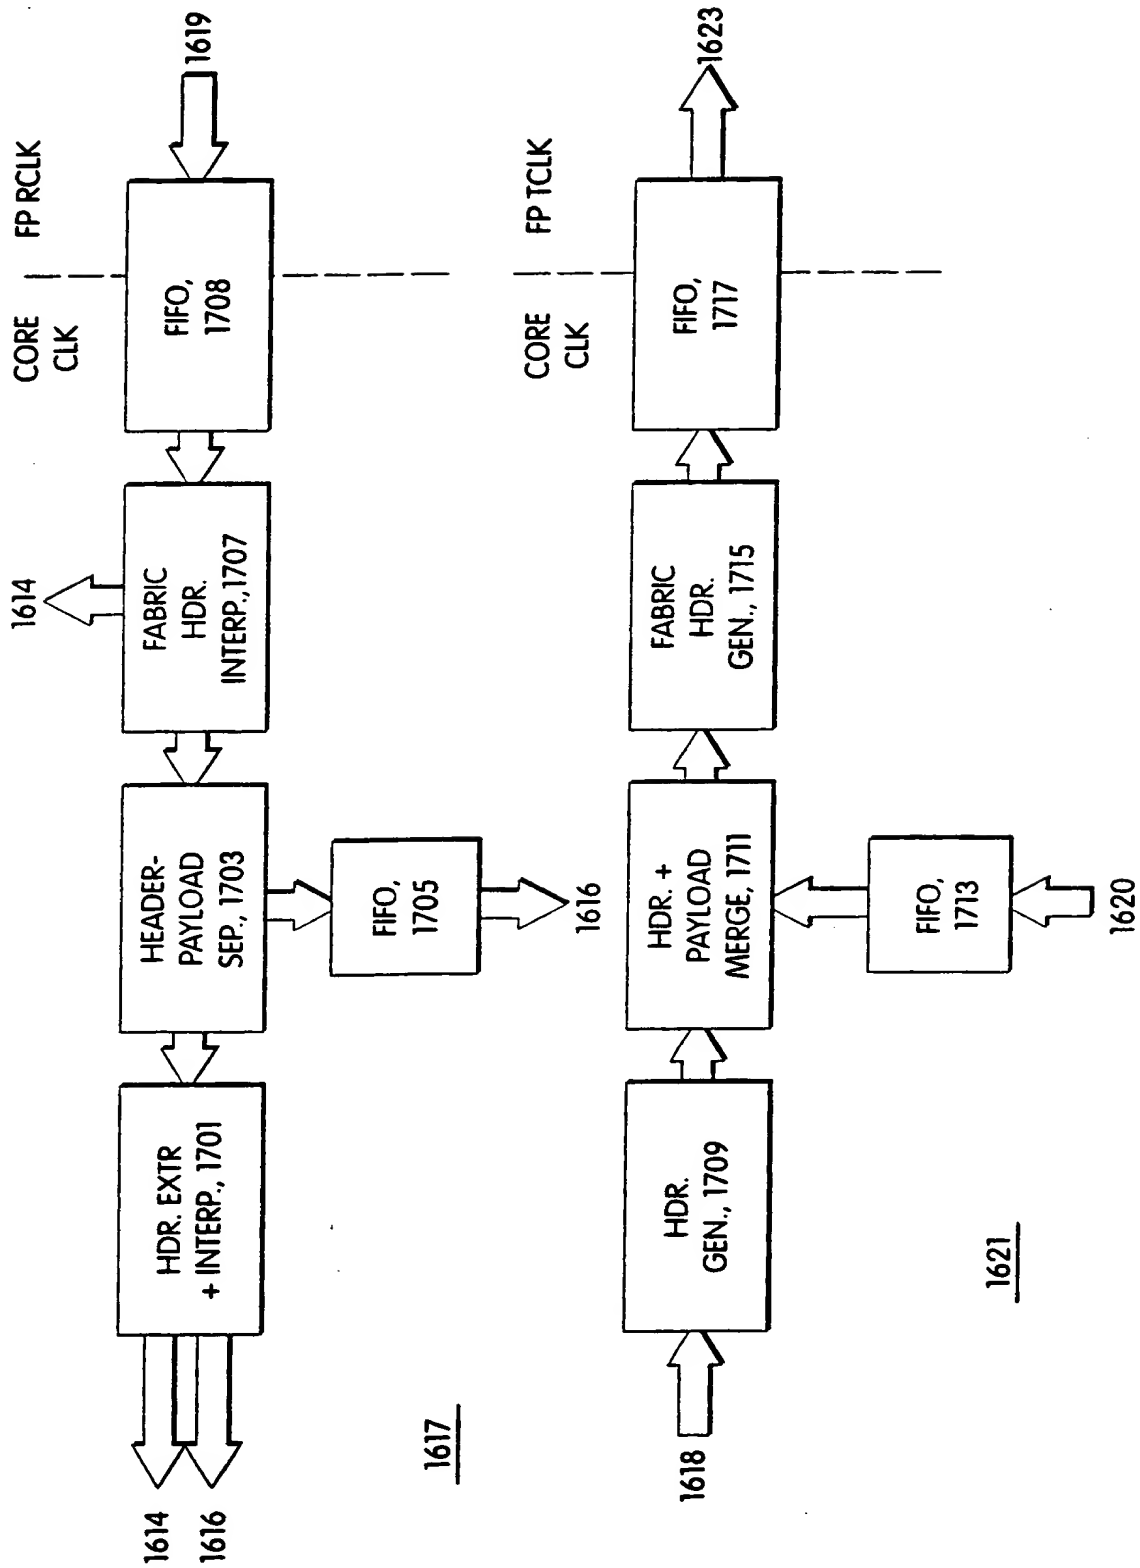 1619
FP RCLK
CORE
CLK
FIFO,
1708
1614
FABRIC
HDR.
INTERP.,1707
HEADER-
PAYLOAD
SEP., 1703
FIFO,
1705
1616
HDR. EXTR
+ INTERP., 1701
1614
1616
1617
1623
FP TCLK
CORE
CLK
FIFO,
1717
FABRIC
HDR.
GEN., 1715
HDR. +
PAYLOAD
MERGE, 1711
FIFO,
1713
1620
HDR.
GEN., 1709
1618
1621